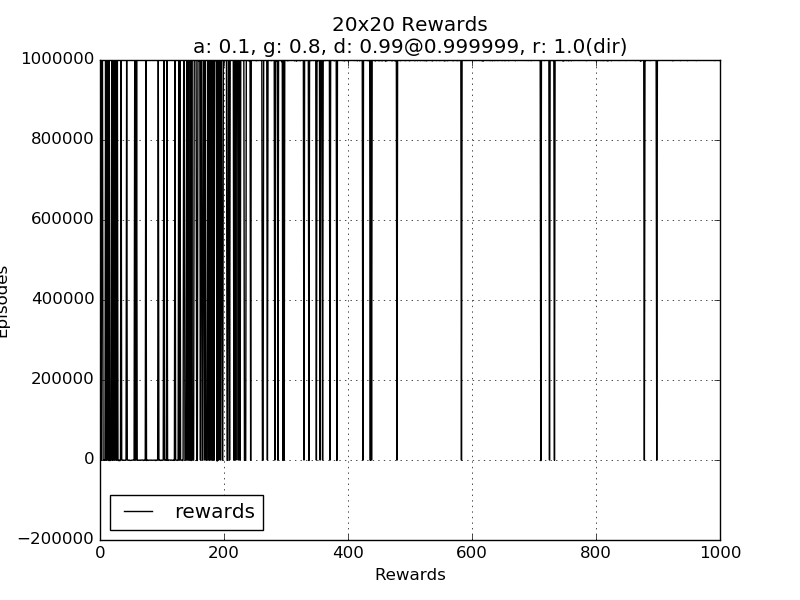 20x20 Rewards
a: 0.1, g: 0.8, d: 0.99@0.999999, r: 1.0(dir)
1000000
800000
600000
400000
200000
0
−200000
Episodes
rewards
0 200 400 600 800 1000
Rewards